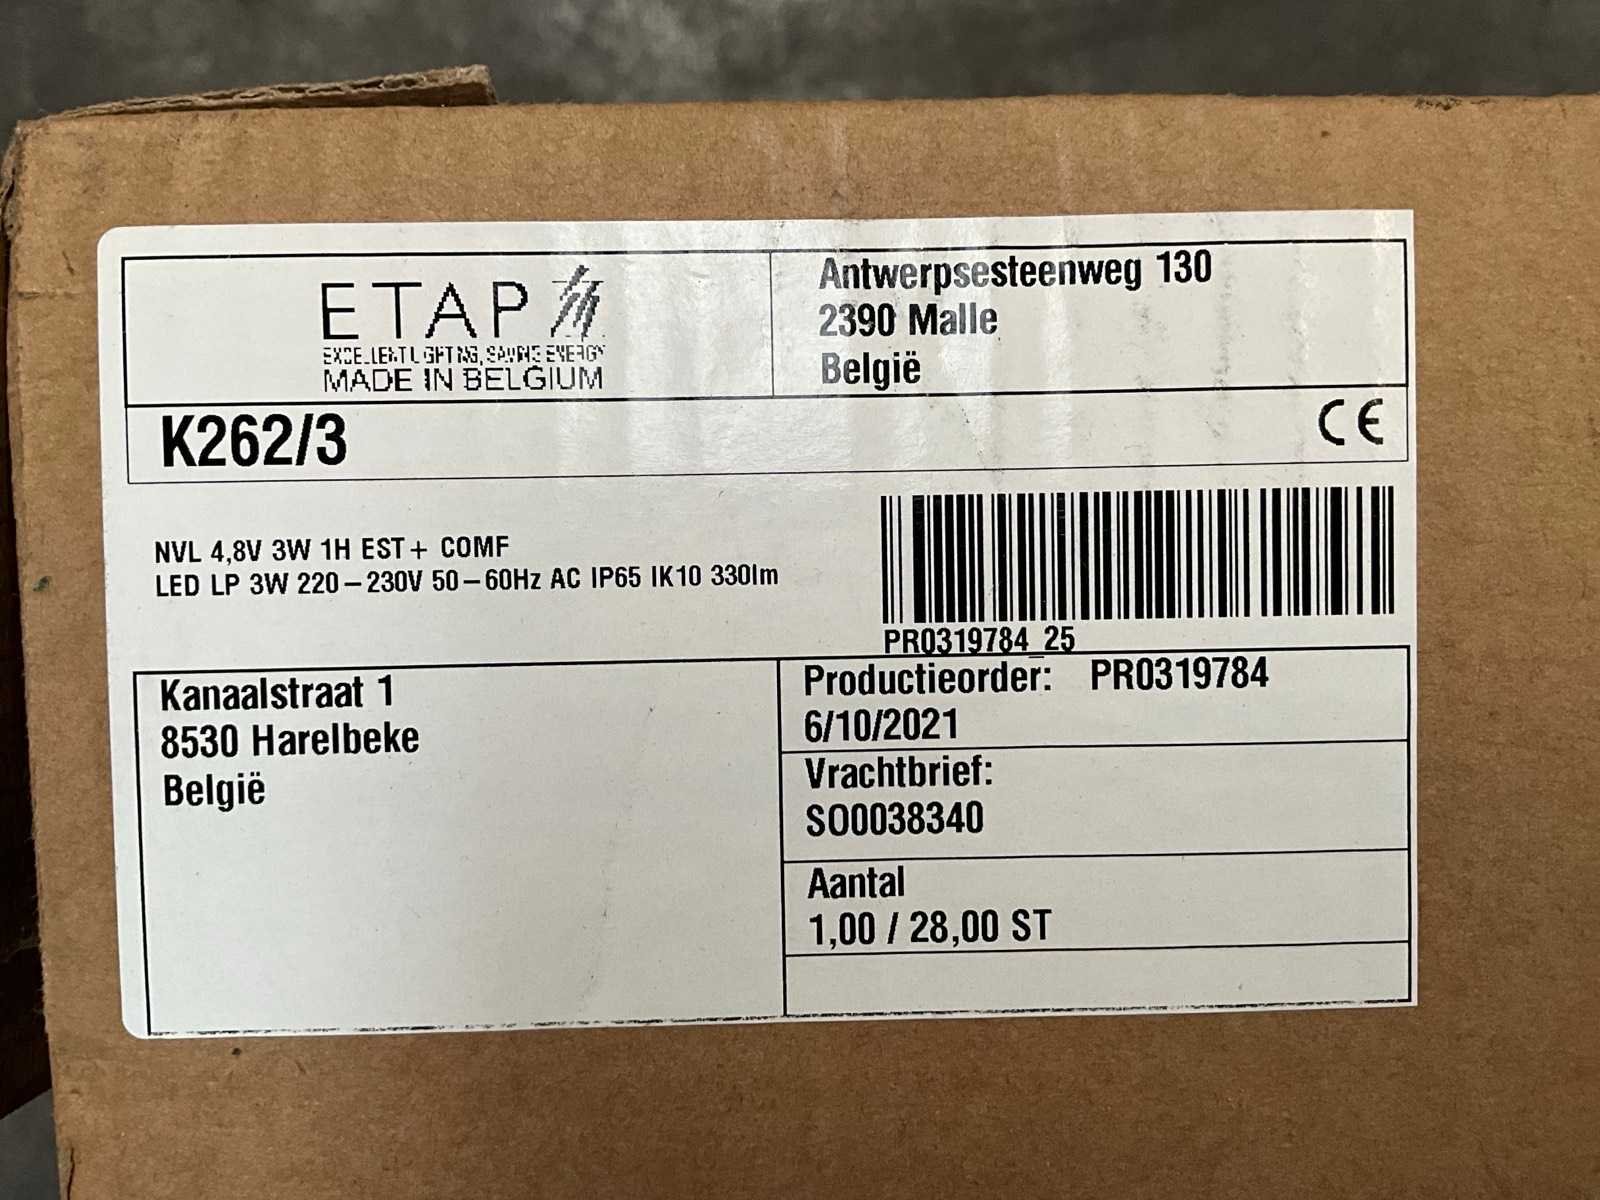 ETAP
EXCELLENT LIGHTING, SAVING ENERGY
MADE IN BELGIUM
Antwerpsesteenweg 130
2390 Malle
België
K262/3
CE
NVL 4,8V 3W 1H EST+ COMF
LED LP 3W 220–230V 50–60Hz AC IP65 IK10 330lm
PR0319784_25
Kanaalstraat 1
8530 Harelbeke
België
Productieorder: PR0319784
6/10/2021
Vrachtbrief:
SO0038340
Aantal
1,00 / 28,00 ST